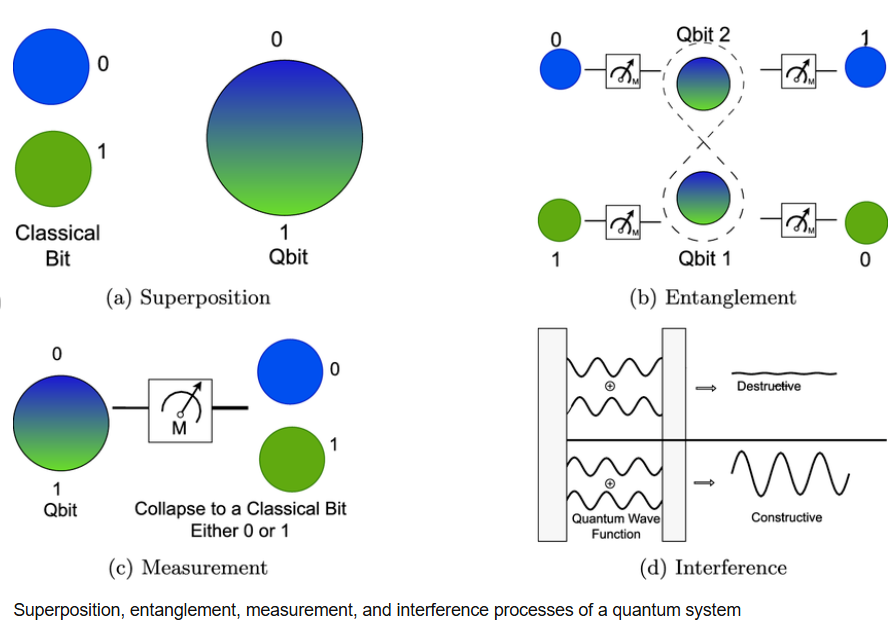 0
1
Classical
Bit
0
1
Qbit
(a) Superposition
0
Qbit 2
1
M
M
M
M
1
Qbit 1
0
(b) Entanglement
0
1
Qbit
M
0
1
Collapse to a Classical Bit
Either 0 or 1
(c) Measurement
Destructive
Quantum Wave
Function
Constructive
(d) Interference
Superposition, entanglement, measurement, and interference processes of a quantum system